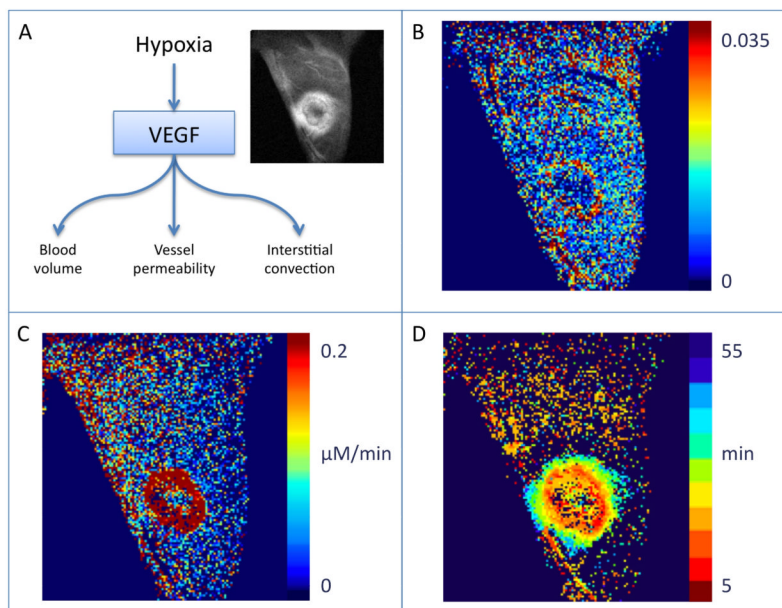 A
Hypoxia
VEGF
Blood
volume
Vessel
permeability
Interstitial
convection
B
0.035
0
C
0.2
μM/min
0
D
55
min
5